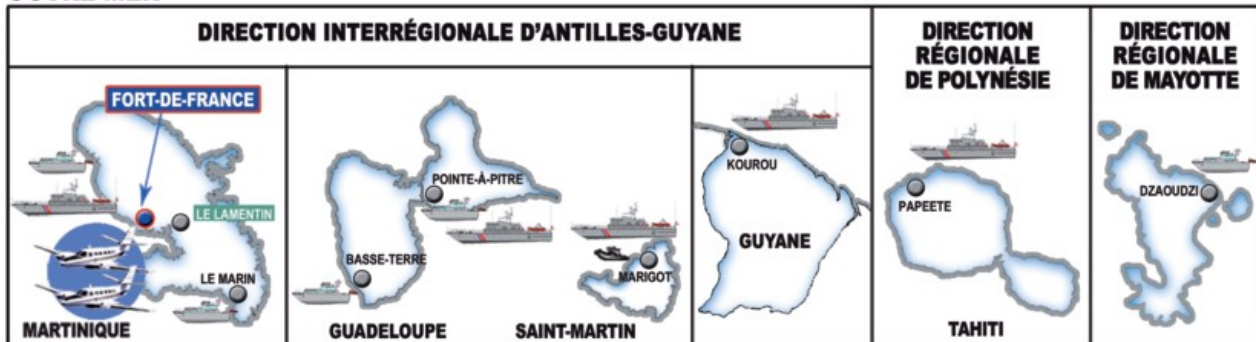 DIRECTION INTERRÉGIONALE D'ANTILLES-GUYANE
DIRECTION
RÉGIONALE
DE POLYNÉSIE
DIRECTION
RÉGIONALE
DE MAYOTTE
FORT-DE-FRANCE
LE LAMENTIN
LE MARIN
MARTINIQUE
POINTE-À-PITRE
BASSE-TERRE
GUADELOUPE
MARIGOT
SAINT-MARTIN
KOUROU
GUYANE
PAPEETE
TAHITI
DZAOUDZI